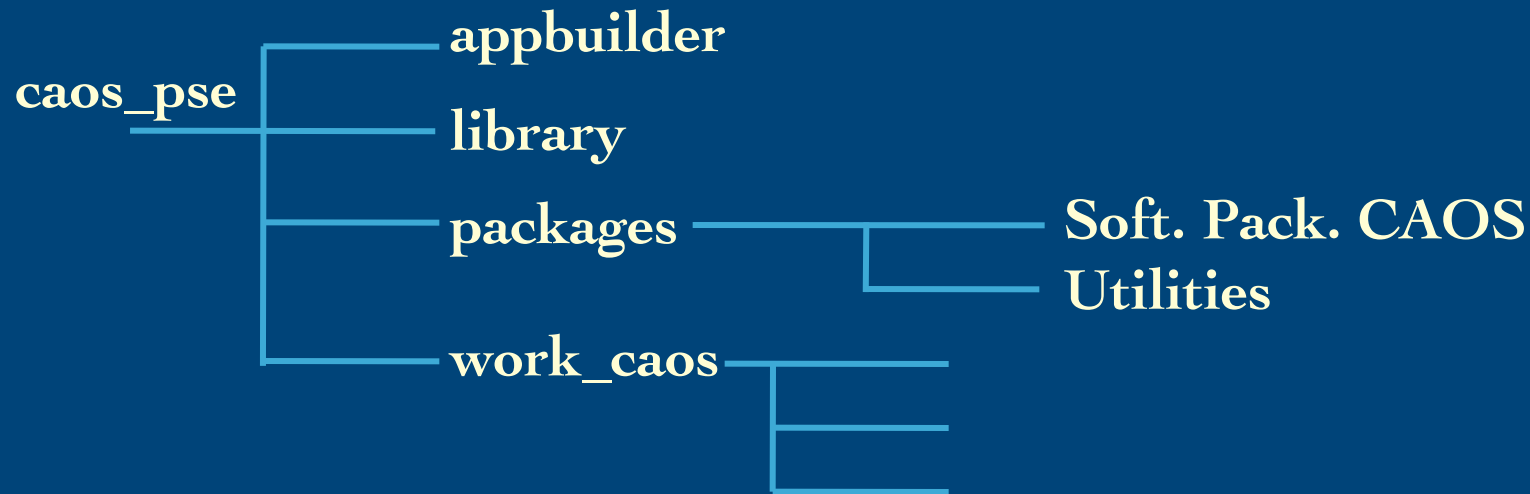 appbuilder
caos_pse
library
packages
Soft. Pack. CAOS
Utilities
work_caos